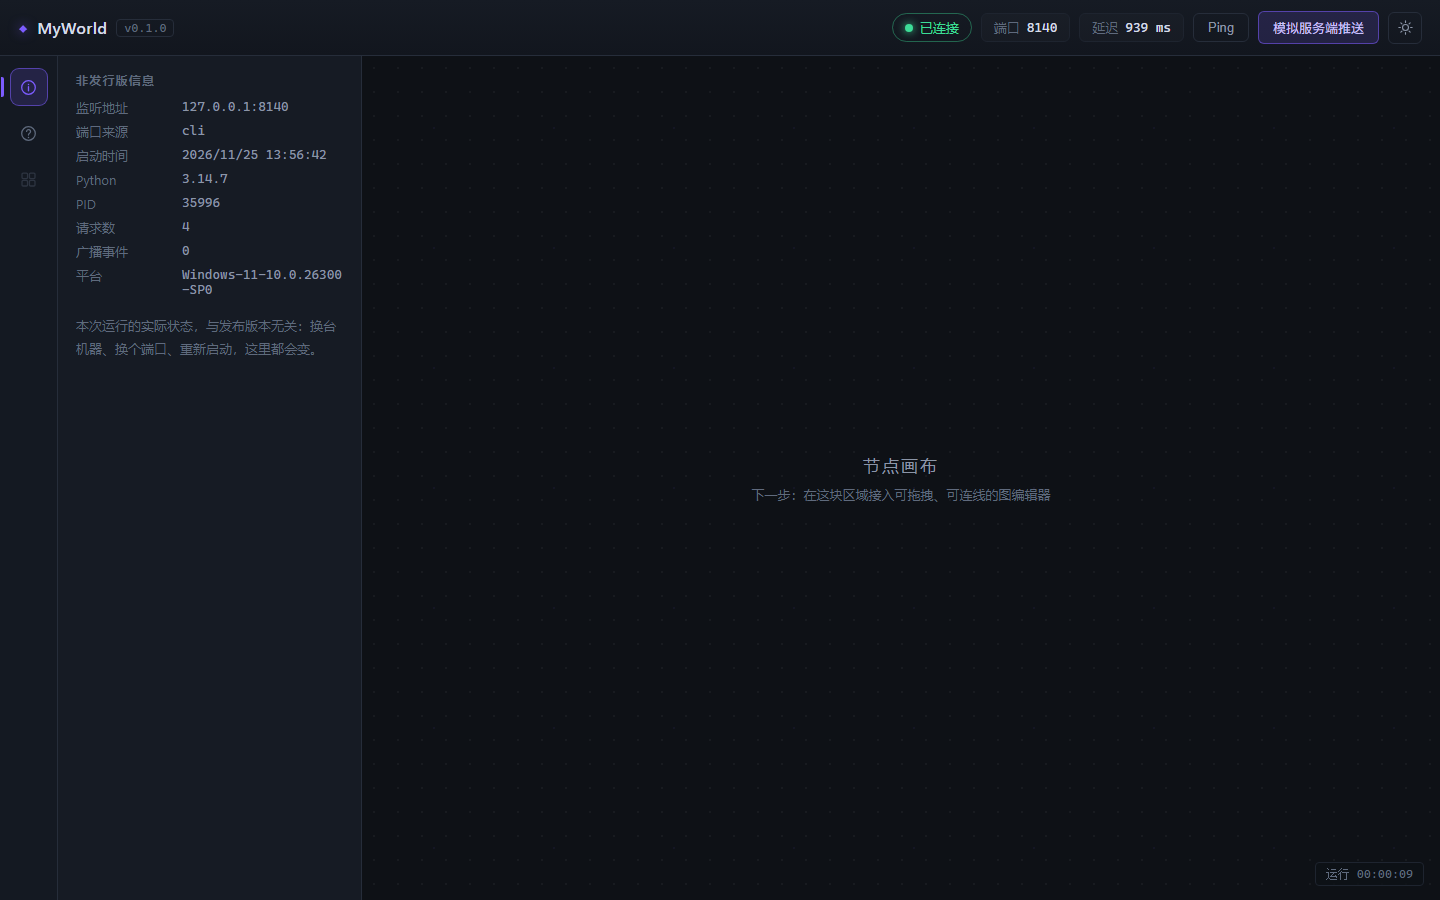 MyWorld v0.1.0 已连接 端口 8140 延迟 939 ms Ping 模拟服务端推送
非发行版信息
监听地址 127.0.0.1:8140
端口来源 cli
启动时间 2026/11/25 13:56:42
Python 3.14.7
PID 35996
请求数 4
广播事件 0
平台 Windows-11-10.0.26300
-SP0
本次运行的实际状态，与发布版本无关：换台
机器、换个端口、重新启动，这里都会变。
节点画布
下一步：在这块区域接入可拖拽、可连线的图编辑器
运行 00:00:09